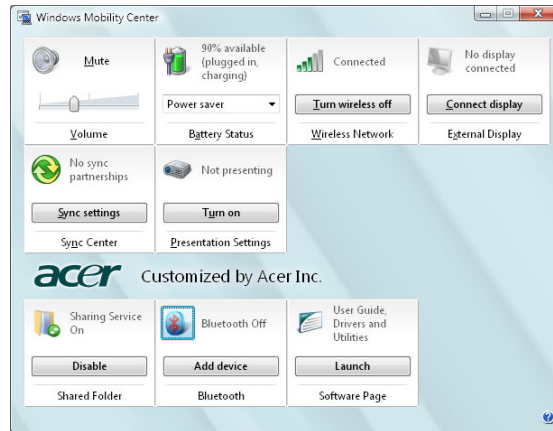 Windows Mobility Center
Mute
Volume
90% available
(plugged in,
charging)
Power saver
Battery Status
Connected
Turn wireless off
Wireless Network
No display
connected
Connect display
External Display
No sync
partnerships
Sync settings
Sync Center
Not presenting
Turn on
Presentation Settings
acer Customized by Acer Inc.
Sharing Service
On
Disable
Shared Folder
Bluetooth Off
Add device
Bluetooth
User Guide,
Drivers and
Utilities
Launch
Software Page